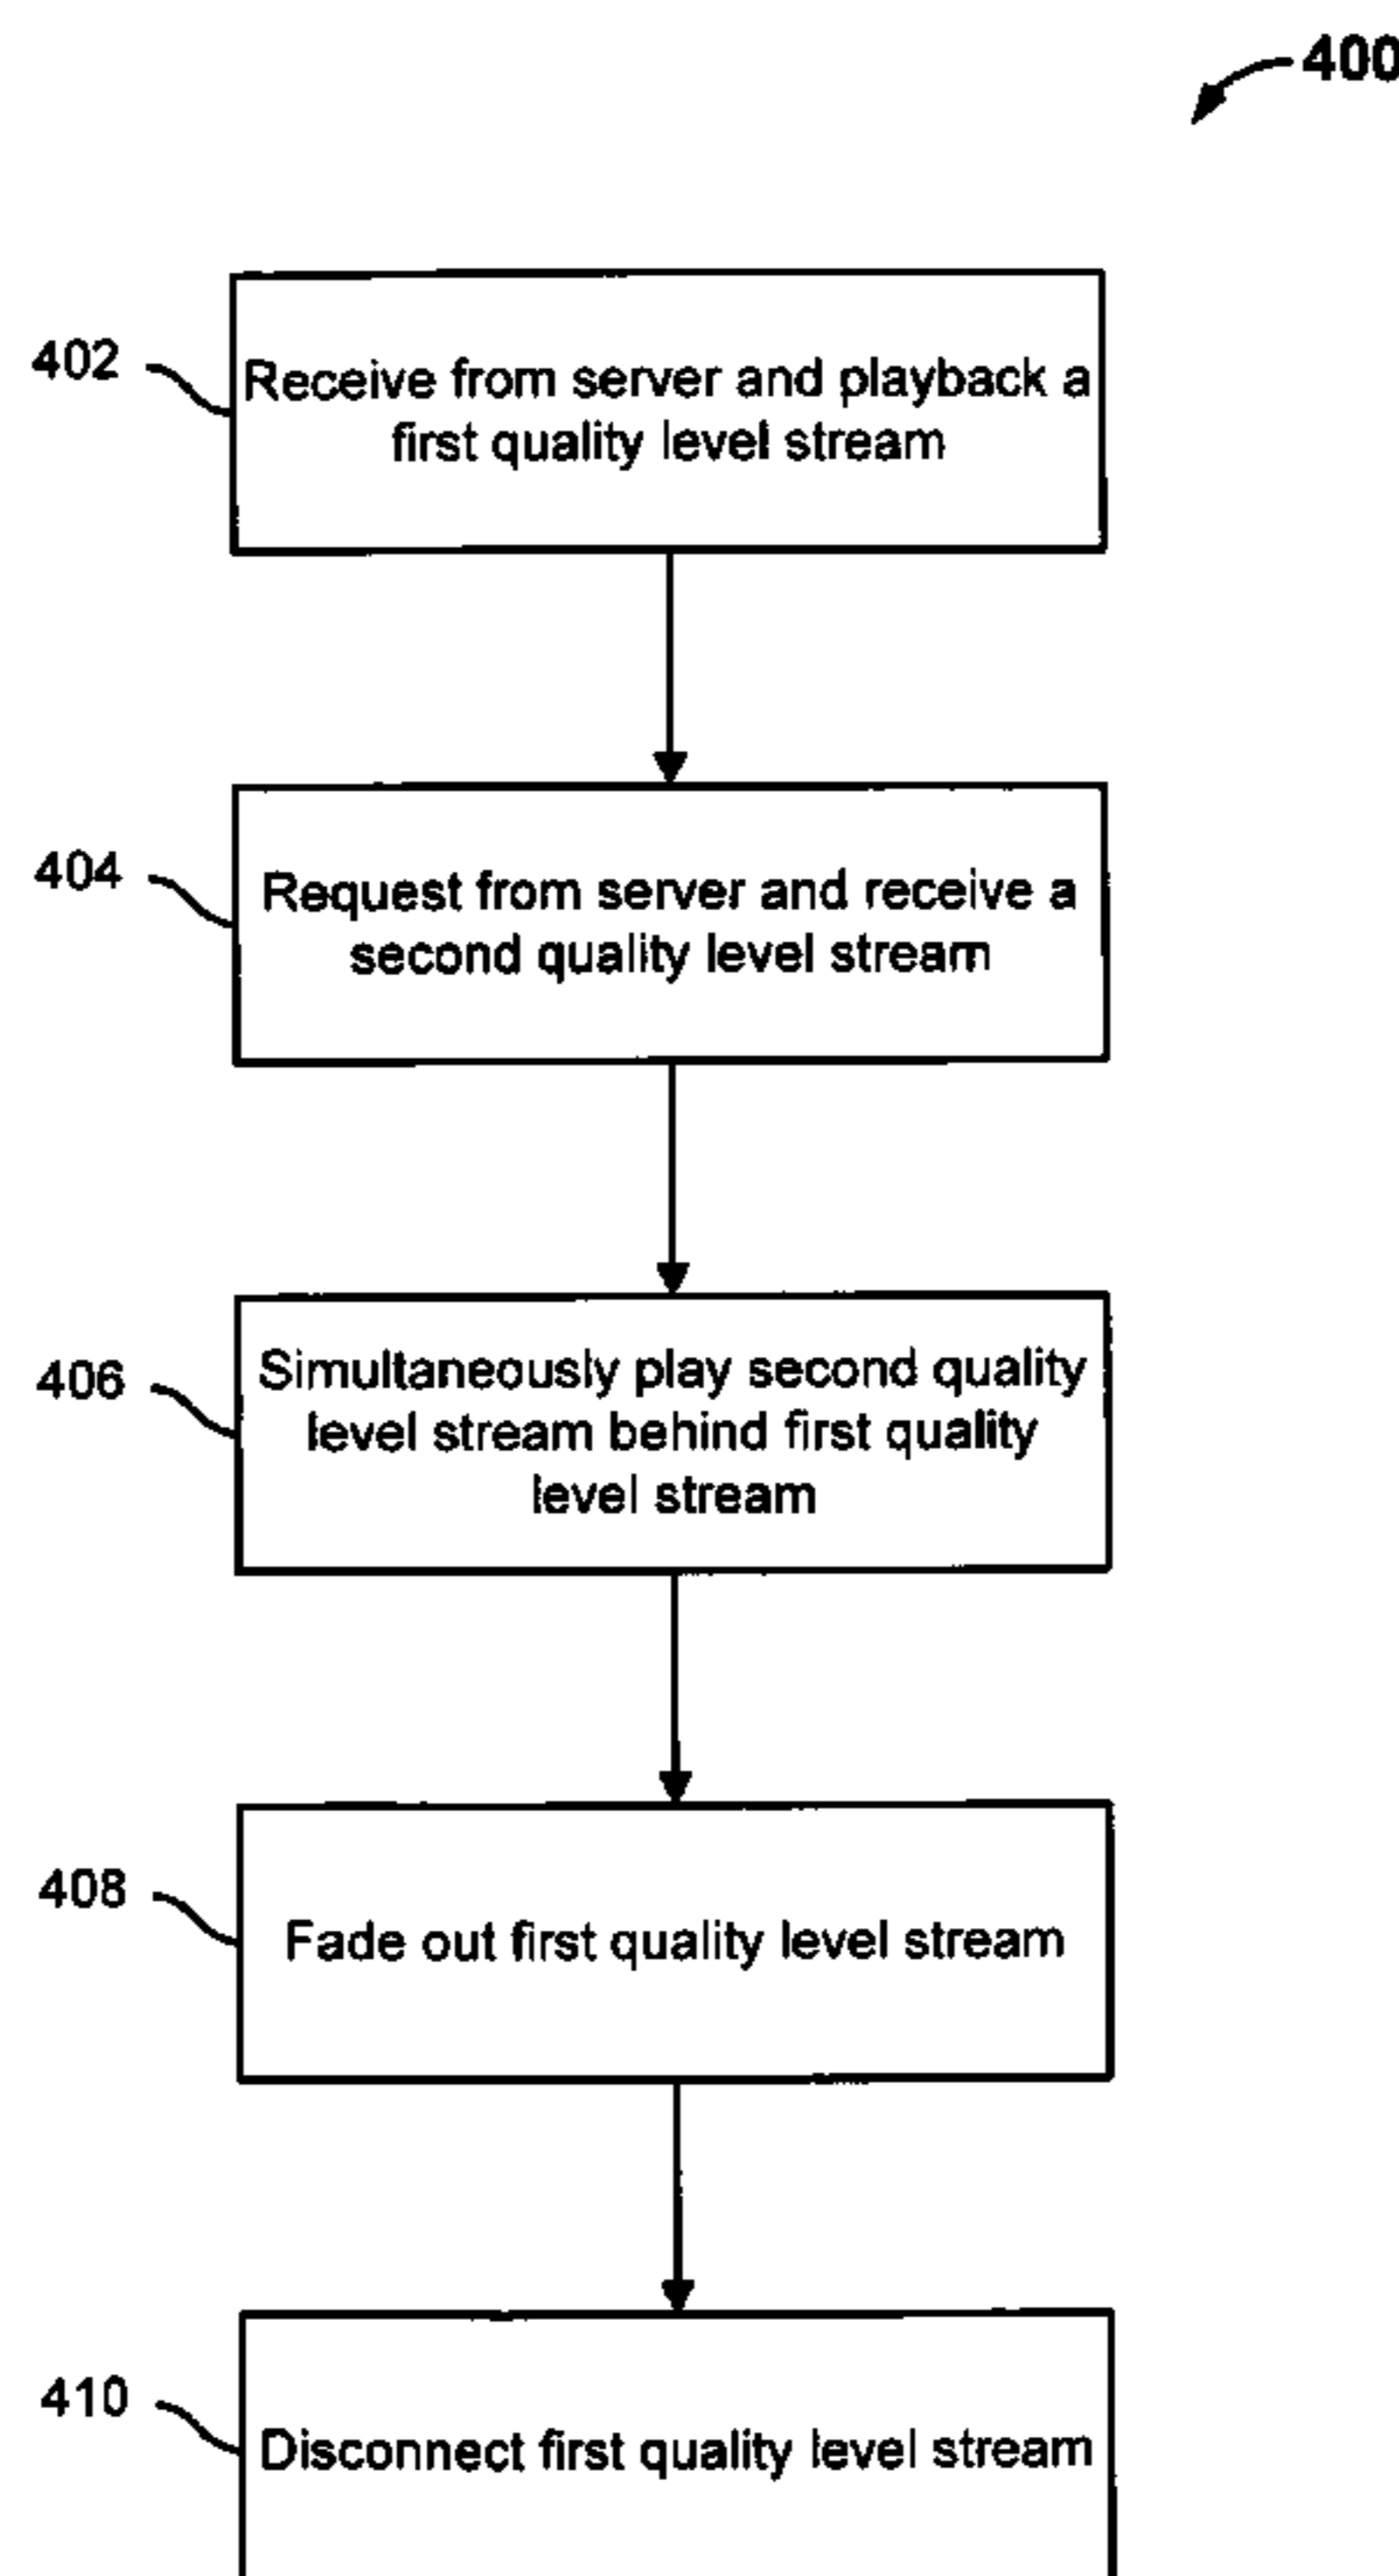 400
402
Receive from server and playback a
first quality level stream
404
Request from server and receive a
second quality level stream
406
Simultaneously play second quality
level stream behind first quality
level stream
408
Fade out first quality level stream
410
Disconnect first quality level stream